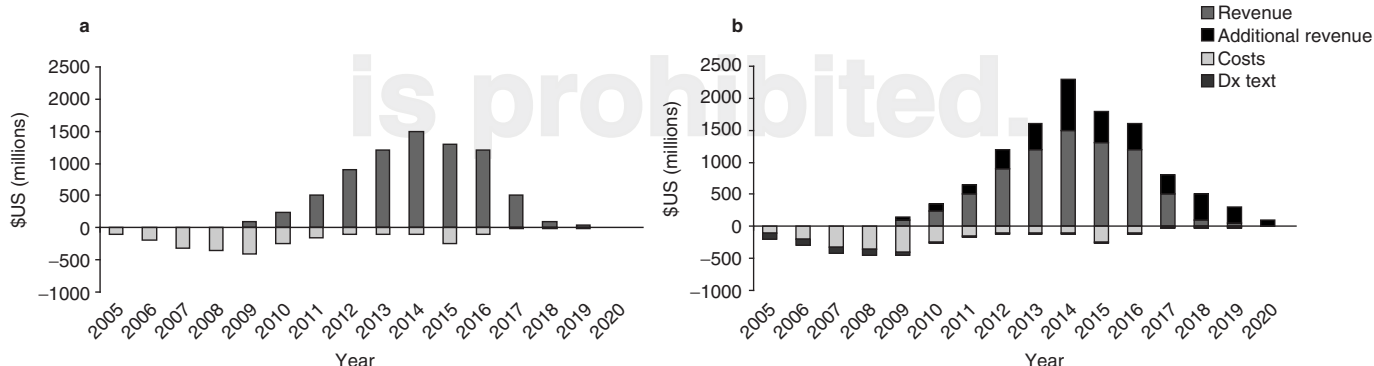 a
b
Revenue
Additional revenue
Costs
Dx text
is prohibited.
$US (millions)
2500
2000
1500
1000
500
0
−500
−1000
2005 2006 2007 2008 2009 2010 2011 2012 2013 2014 2015 2016 2017 2018 2019 2020
Year
$US (millions)
2500
2000
1500
1000
500
0
−500
−1000
2005 2006 2007 2008 2009 2010 2011 2012 2013 2014 2015 2016 2017 2018 2019 2020
Year